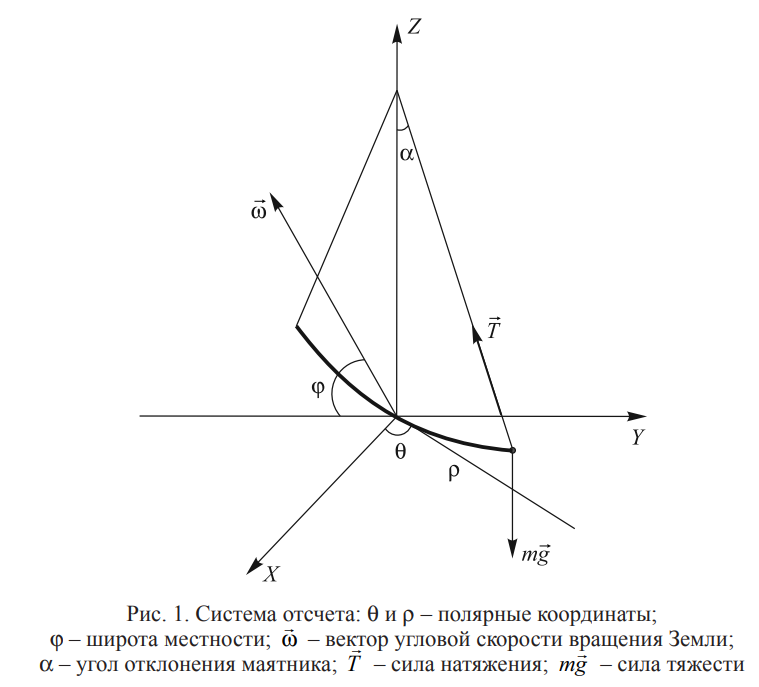 Z
α
ω⃗
T⃗
φ
Y
θ
ρ
mg⃗
X
Рис. 1. Система отсчета: θ и ρ – полярные координаты;
φ – широта местности; ω⃗ – вектор угловой скорости вращения Земли;
α – угол отклонения маятника; T⃗ – сила натяжения; mg⃗ – сила тяжести